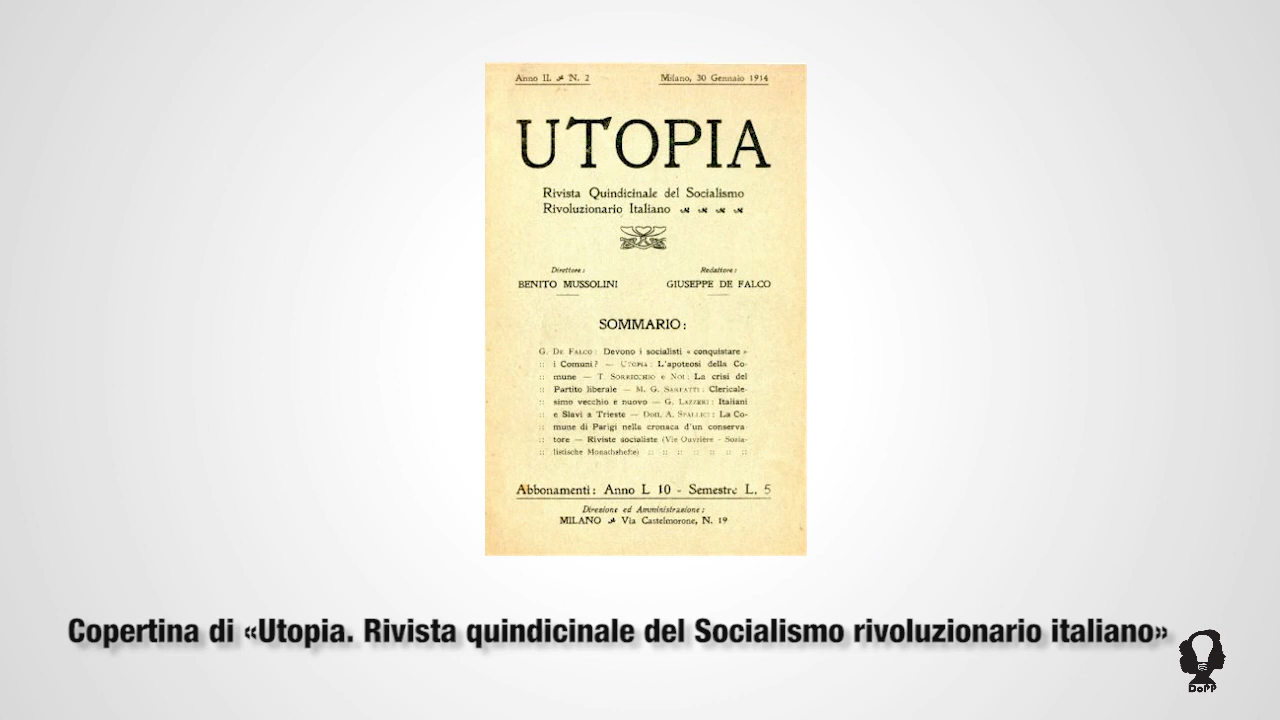 Anno II. N. 2 Milano, 30 Gennaio 1914
UTOPIA
Rivista Quindicinale del Socialismo
Rivoluzionario Italiano
Direttore: Redattore:
BENITO MUSSOLINI GIUSEPPE DE FALCO
SOMMARIO:
G. DE FALCO: Devono i socialisti « conquistare »
:: i Comuni? — UTOPIA: L'apoteosi della Co-
:: mune — T. SORRICCHIO e NOI: La crisi del
:: Partito liberale — M. G. SARFATTI: Clericale-
:: simo vecchio e nuovo — G. LAZZERI: Italiani
:: e Slavi a Trieste — Dott. A. SPALLICCI: La Co-
:: mune di Parigi nella cronaca d'un conserva-
:: tore — Riviste socialiste (Vie Ouvrière - Sozia-
:: listische Monatshefte) :: :: :: :: :: :: ::
Abbonamenti: Anno L 10 - Semestre L. 5
Direzione ed Amministrazione:
MILANO Via Castelmorone, N. 19
Copertina di «Utopia. Rivista quindicinale del Socialismo rivoluzionario italiano»
DoPP